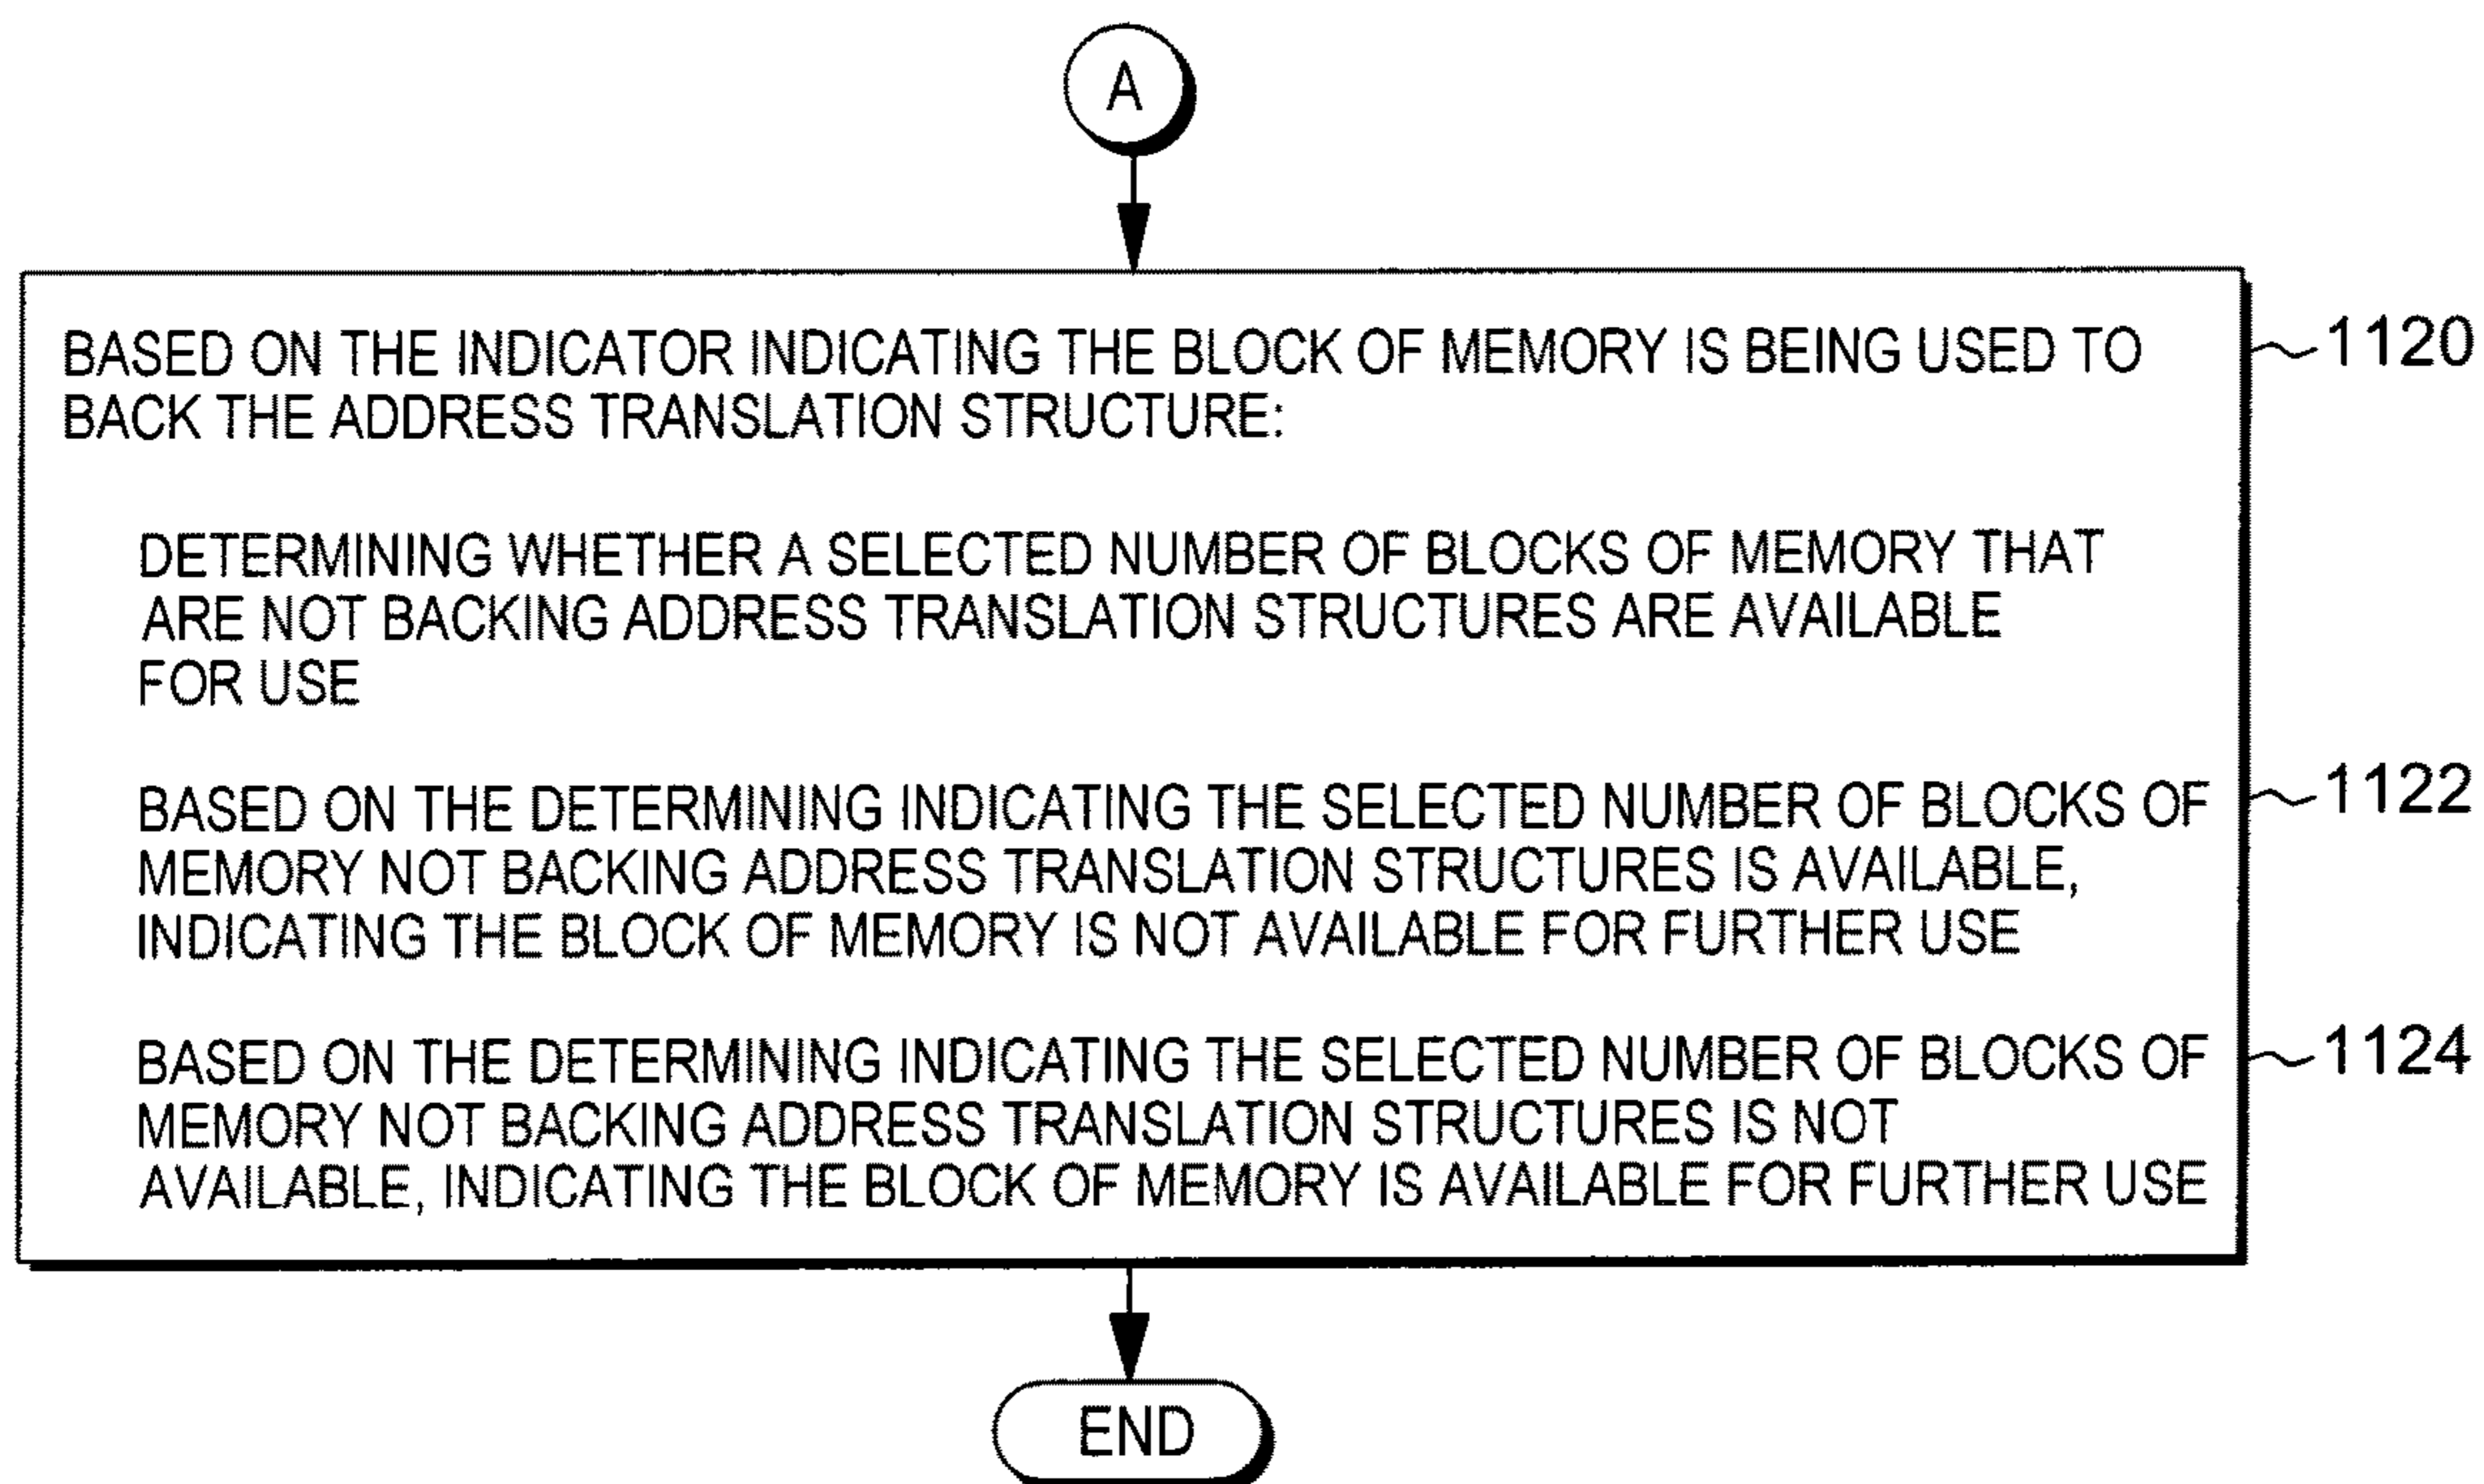 A
BASED ON THE INDICATOR INDICATING THE BLOCK OF MEMORY IS BEING USED TO
BACK THE ADDRESS TRANSLATION STRUCTURE:
1120
DETERMINING WHETHER A SELECTED NUMBER OF BLOCKS OF MEMORY THAT
ARE NOT BACKING ADDRESS TRANSLATION STRUCTURES ARE AVAILABLE
FOR USE
BASED ON THE DETERMINING INDICATING THE SELECTED NUMBER OF BLOCKS OF
MEMORY NOT BACKING ADDRESS TRANSLATION STRUCTURES IS AVAILABLE,
INDICATING THE BLOCK OF MEMORY IS NOT AVAILABLE FOR FURTHER USE
1122
BASED ON THE DETERMINING INDICATING THE SELECTED NUMBER OF BLOCKS OF
MEMORY NOT BACKING ADDRESS TRANSLATION STRUCTURES IS NOT
AVAILABLE, INDICATING THE BLOCK OF MEMORY IS AVAILABLE FOR FURTHER USE
1124
END